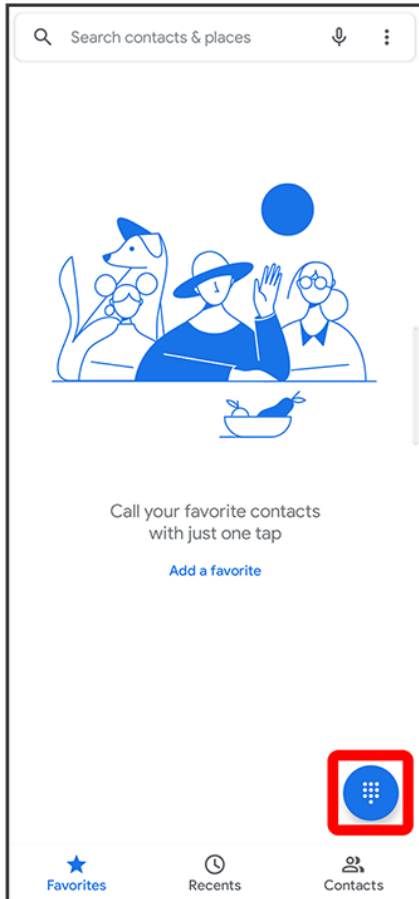 Search contacts & places
Call your favorite contacts
with just one tap
Add a favorite
Favorites
Recents
Contacts